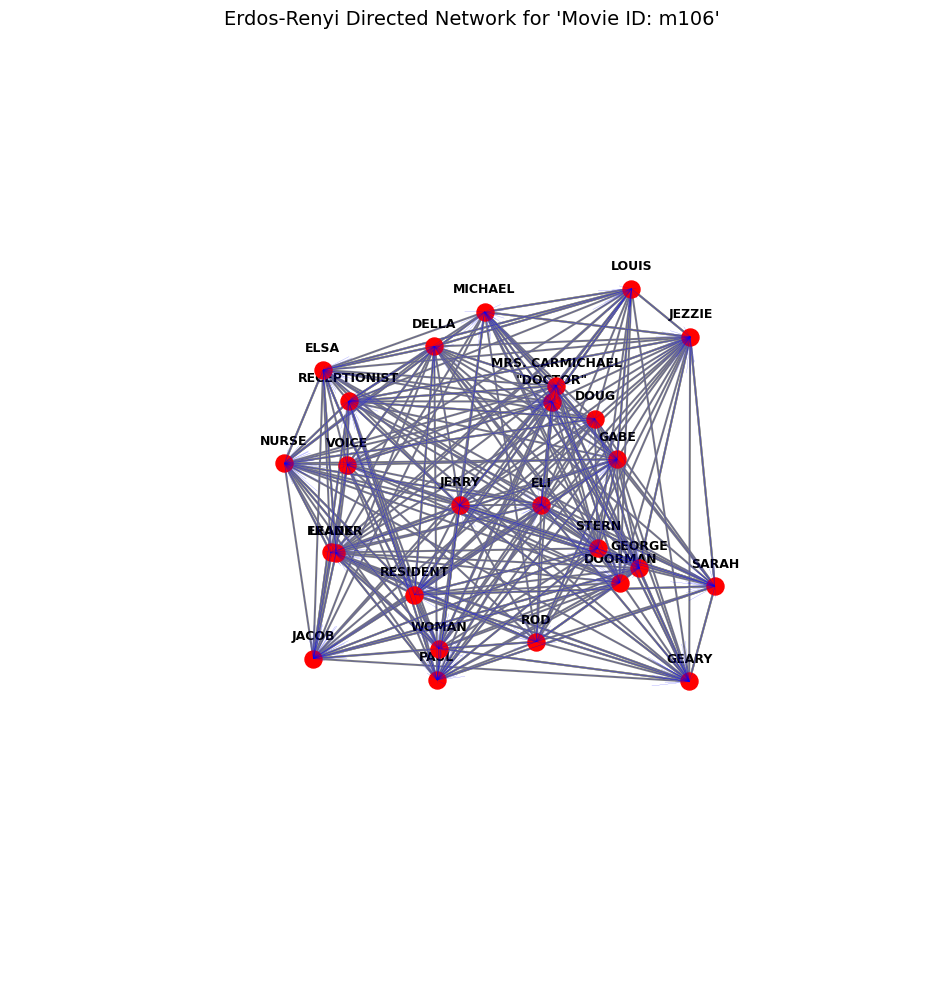 Erdos-Renyi Directed Network for 'Movie ID: m106'
LOUIS
MICHAEL
JEZZIE
DELLA
ELSA
MRS. CARMICHAEL
RECEPTIONIST
"DOCTOR"
DOUG
GABE
NURSE
VOICE
JERRY
ELI
STERN
FRANK
GEORGE
DOORMAN
SARAH
RESIDENT
ROD
WOMAN
JACOB
PAUL
GEARY